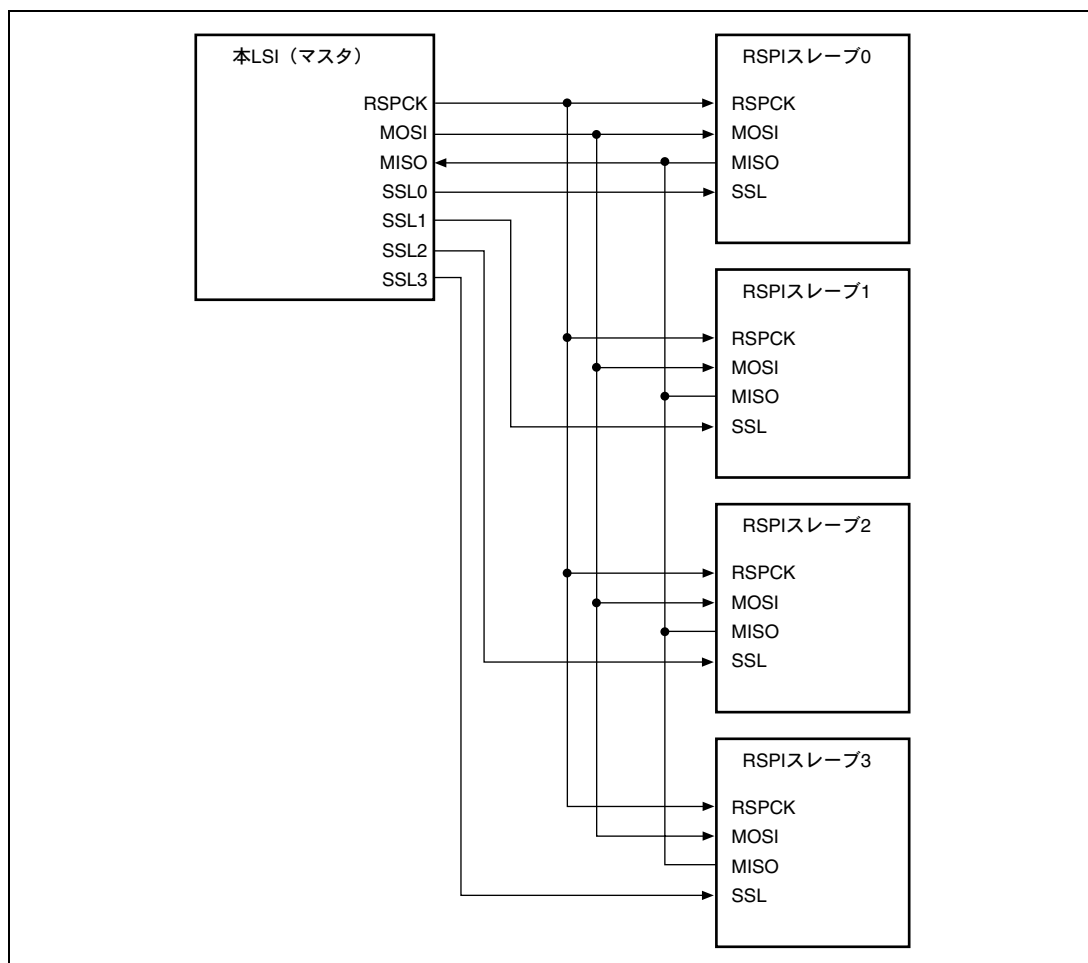 本LSI（マスタ）
RSPCK
MOSI
MISO
SSL0
SSL1
SSL2
SSL3
RSPIスレーブ0
RSPCK
MOSI
MISO
SSL
RSPIスレーブ1
RSPCK
MOSI
MISO
SSL
RSPIスレーブ2
RSPCK
MOSI
MISO
SSL
RSPIスレーブ3
RSPCK
MOSI
MISO
SSL